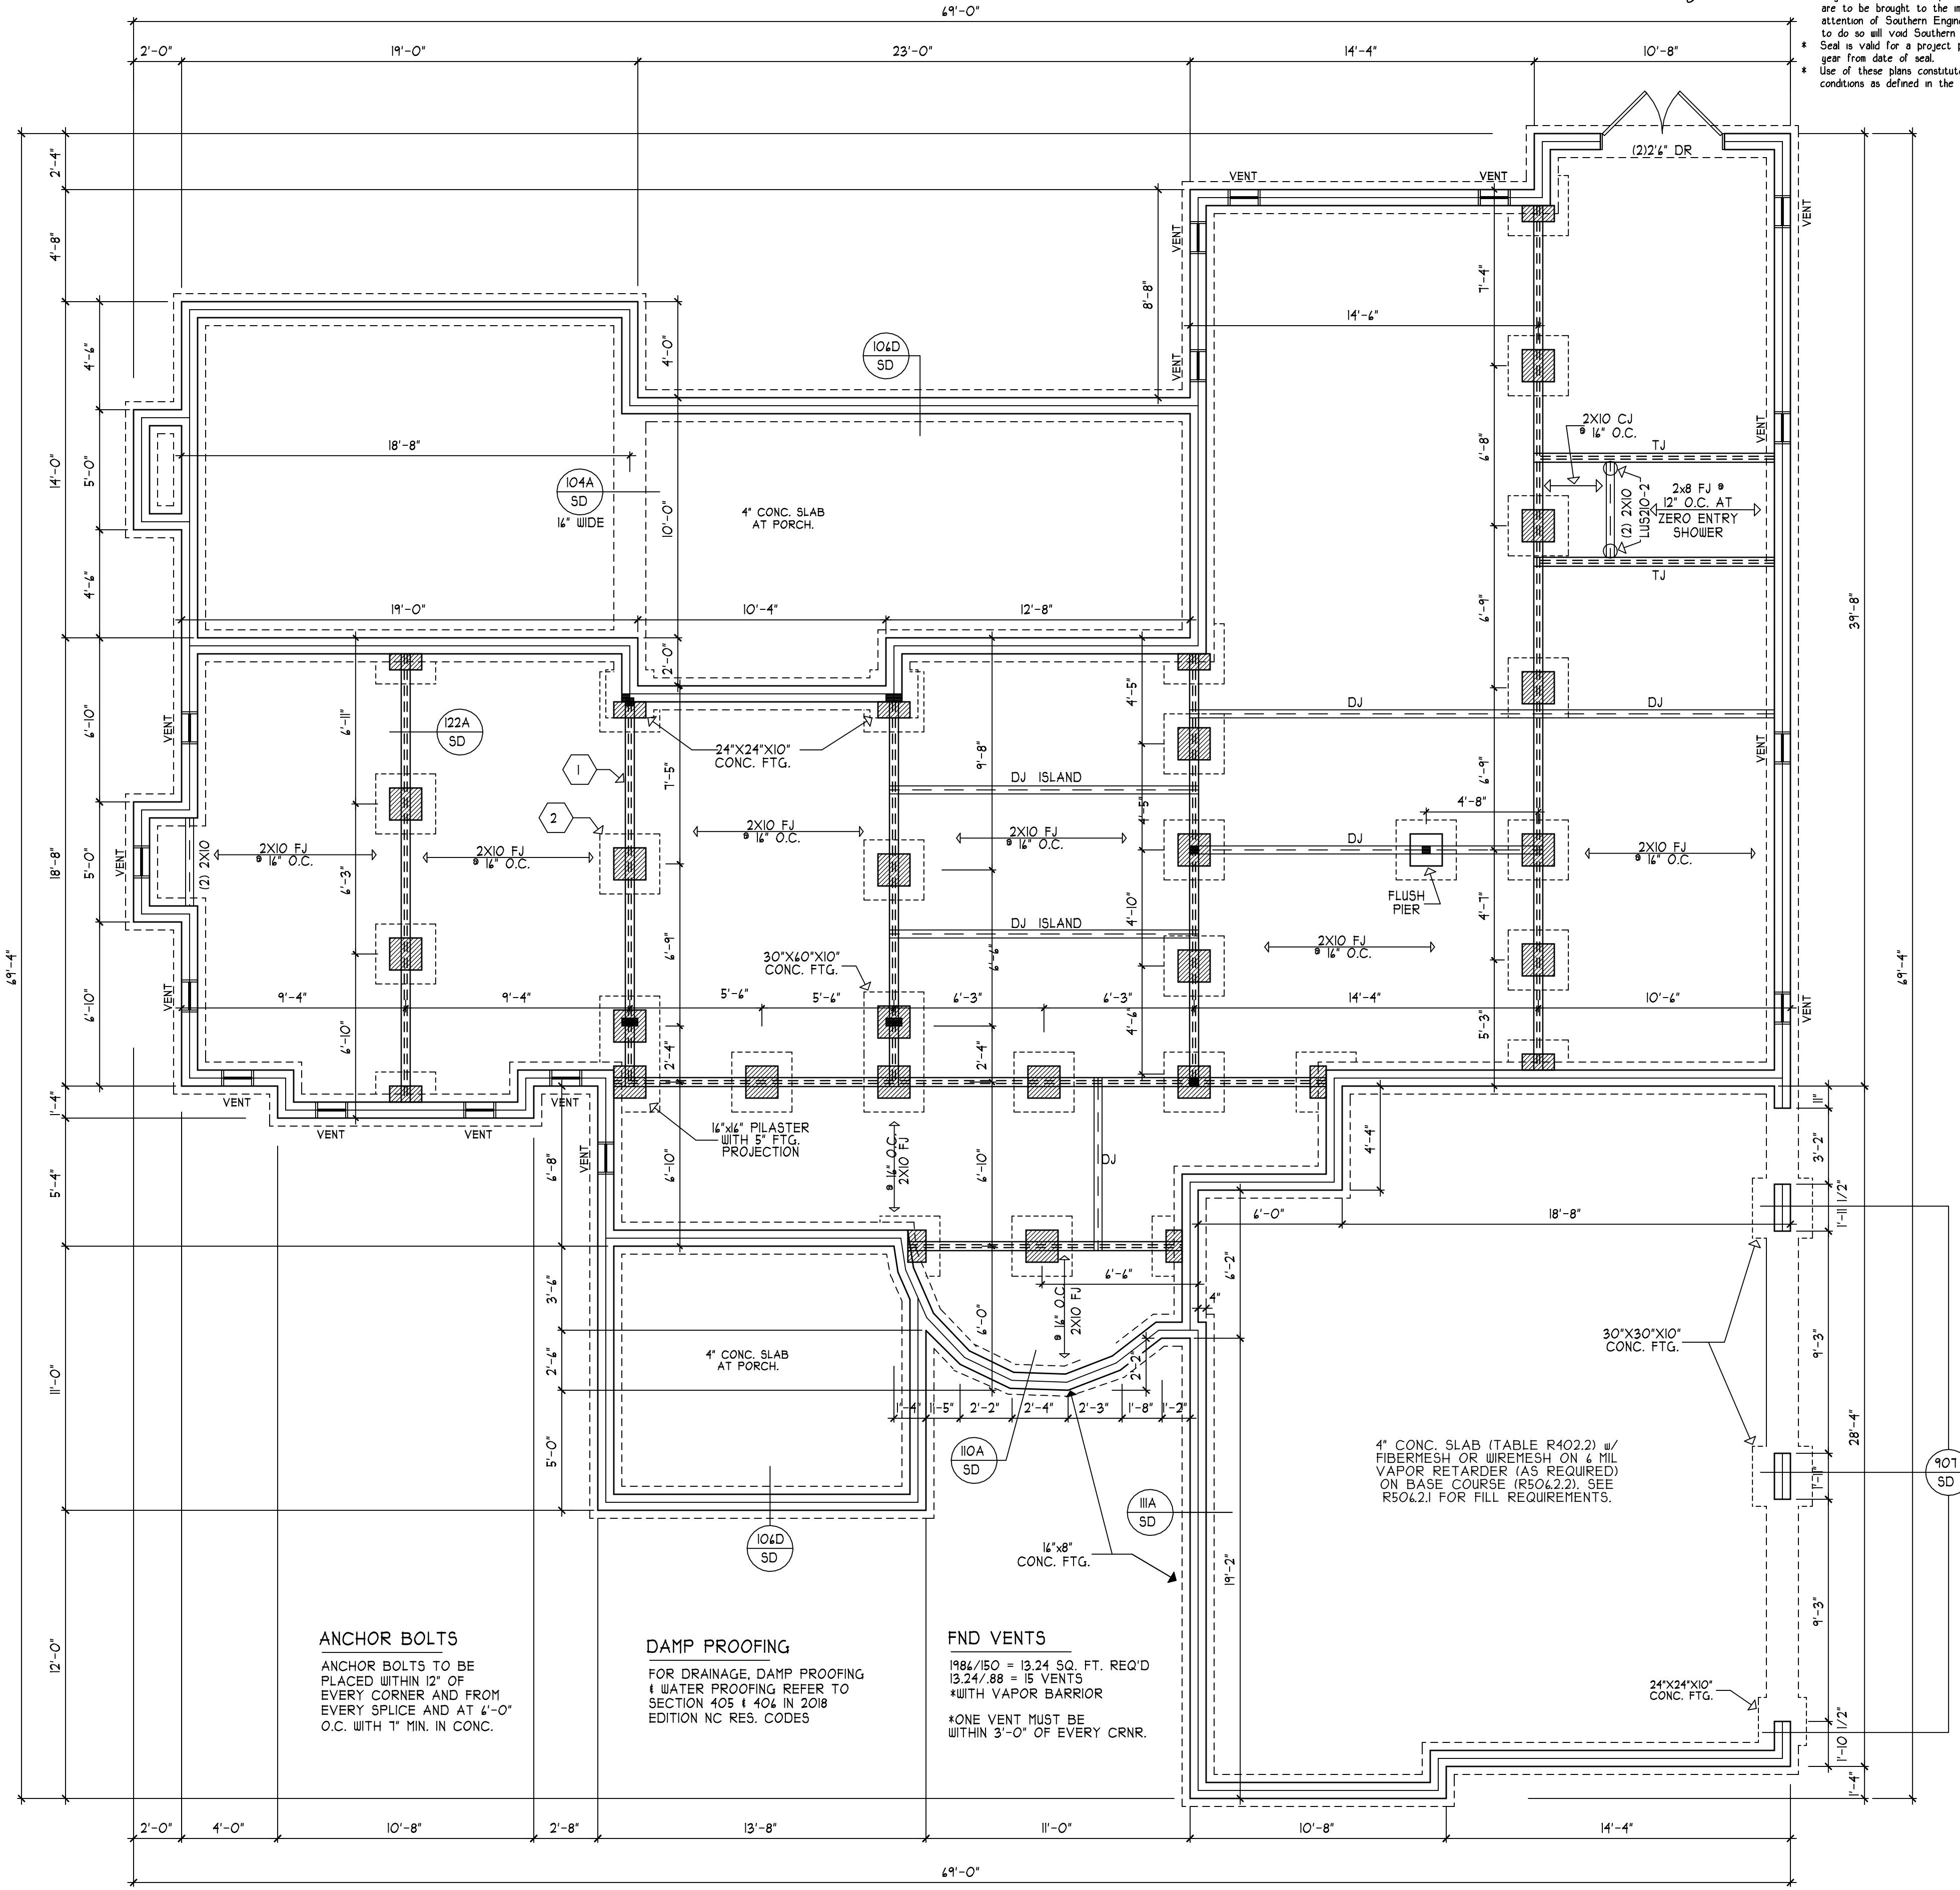 69'-0"
are to be brought to the
attention of Southern
to do so will void Southern
* Seal is valid for a project
year from date of seal.
* Use of these plans
conditions as defined in the
2'-0" 19'-0" 23'-0" 14'-4" 10'-8"
(2)2'6" DR
VENT VENT
VENT
VENT
VENT
VENT
VENT
VENT
2'-4"
4'-8"
14'-0"
18'-8"
1'-4"
5'-4"
11'-0"
12'-0"
69'-4"
4'-6"
5'-0"
4'-6"
6'-10"
5'-0"
6'-10"
8'-8"
14'-6"
7'-4"
6'-8"
6'-9"
6'-9"
4'-7"
5'-3"
39'-8"
69'-4"
4'-0"
10'-0"
2'-0"
106D
SD
18'-8"
104A
SD
16" WIDE
4" CONC. SLAB
AT PORCH.
2X10 CJ
@ 16" O.C.
TJ
(2) 2X10
LUS210-2
2x8 FJ @
12" O.C. AT
ZERO ENTRY
SHOWER
TJ
19'-0" 10'-4" 12'-8"
DJ DJ
122A
SD
24"X24"X10"
CONC. FTG.
1
2
6'-11"
6'-3"
6'-10"
7'-5"
6'-9"
2'-4"
6'-10"
9'-8"
6'-6"
2'-4"
6'-10"
6'-0"
4'-5"
4'-5"
4'-10"
4'-6"
DJ ISLAND
DJ ISLAND
VENT
VENT
VENT
(2) 2X10
2X10 FJ
@ 16" O.C.
2X10 FJ
@ 16" O.C.
2X10 FJ
@ 16" O.C.
2X10 FJ
@ 16" O.C.
DJ
4'-8"
FLUSH
PIER
2X10 FJ
@ 16" O.C.
2X10 FJ
@ 16" O.C.
30"X60"X10"
CONC. FTG.
9'-4" 9'-4" 5'-6" 5'-6" 6'-3" 6'-3" 14'-4" 10'-6"
VENT VENT VENT VENT
VENT
16"x16" PILASTER
WITH 5" FTG.
PROJECTION
@ 16" O.C.
2X10 FJ
DJ
4'-4"
6'-0" 18'-8"
6'-6"
4"
@ 16" O.C.
2X10 FJ
6'-8"
3'-6"
2'-6"
5'-0"
6'-2"
19'-2"
2'-2"
4" CONC. SLAB
AT PORCH.
1'-4" 1'-5" 2'-2" 2'-4" 2'-3" 1'-8" 1'-2"
110A
SD
111A
SD
106D
SD
16"x8"
CONC. FTG.
11"
3'-2"
1'-11 1/2"
9'-3"
1'-11"
9'-3"
1'-10 1/2"
28'-4"
1'-4"
30"X30"X10"
CONC. FTG.
907
SD
24"X24"X10"
CONC. FTG.
4" CONC. SLAB (TABLE R402.2) w/
FIBERMESH OR WIREMESH ON 6 MIL
VAPOR RETARDER (AS REQUIRED)
ON BASE COURSE (R506.2.2). SEE
R506.2.1 FOR FILL REQUIREMENTS.
ANCHOR BOLTS
ANCHOR BOLTS TO BE
PLACED WITHIN 12" OF
EVERY CORNER AND FROM
EVERY SPLICE AND AT 6'-0"
O.C. WITH 7" MIN. IN CONC.
DAMP PROOFING
FOR DRAINAGE, DAMP PROOFING
& WATER PROOFING REFER TO
SECTION 405 & 406 IN 2018
EDITION NC RES. CODES
FND VENTS
1986/150 = 13.24 SQ. FT. REQ'D
13.24/.88 = 15 VENTS
*WITH VAPOR BARRIOR
*ONE VENT MUST BE
WITHIN 3'-0" OF EVERY CRNR.
2'-0" 4'-0" 10'-8" 2'-8" 13'-8" 11'-0" 10'-8" 14'-4"
69'-0"